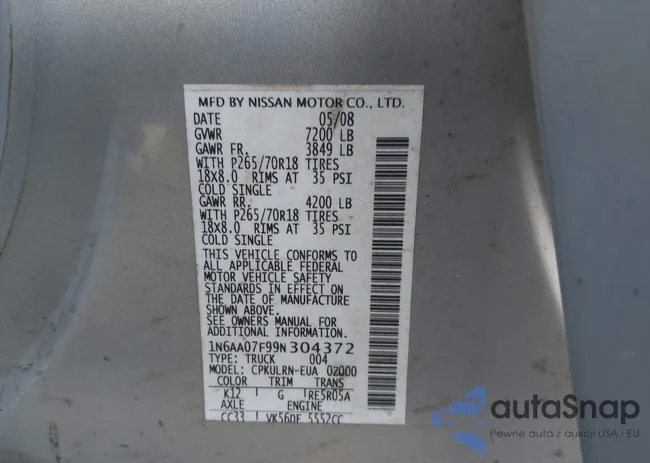 MFD BY NISSAN MOTOR CO., LTD.
DATE 05/08
GVWR 7200 LB
GAWR FR. 3849 LB
WITH P265/70R18 TIRES
18X8.0 RIMS AT 35 PSI
COLD SINGLE
GAWR RR. 4200 LB
WITH P265/70R18 TIRES
18X8.0 RIMS AT 35 PSI
COLD SINGLE
THIS VEHICLE CONFORMS TO
ALL APPLICABLE FEDERAL
MOTOR VEHICLE SAFETY
STANDARDS IN EFFECT ON
THE DATE OF MANUFACTURE
SHOWN ABOVE.
SEE OWNERS MANUAL FOR
ADDITIONAL INFORMATION.
1N6AA07F99N304372
TYPE: TRUCK 004
MODEL: CPKULRN-EUA 0Z000
COLOR TRIM TRANS
K12 G RE5R05A
AXLE ENGINE
CC33 VK56DE 5552CC
autoSnap
Pewne auta z aukcji USA i EU